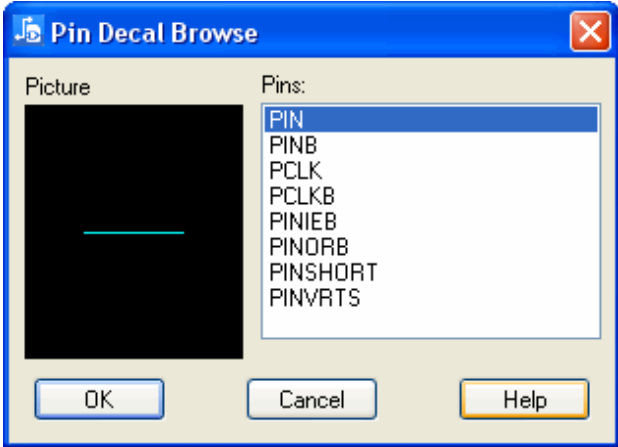 Pin Decal Browse
Picture
Pins:
PIN
PINB
PCLK
PCLKB
PINIEB
PINORB
PINSHORT
PINVRTS
OK
Cancel
Help